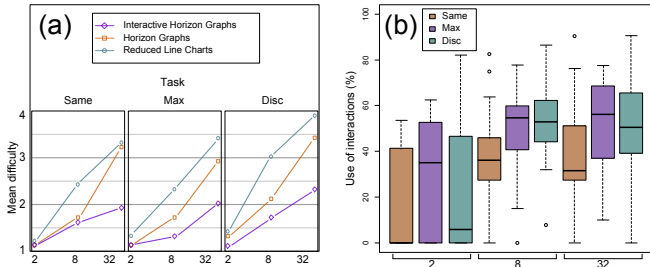 (a)
Interactive Horizon Graphs
Horizon Graphs
Reduced Line Charts
Task
Same Max Disc
Mean difficulty
4
3
2
1
2 8 32 2 8 32 2 8 32
(b)
Same
Max
Disc
Use of interactions (%)
100
80
60
40
20
0
2 8 32